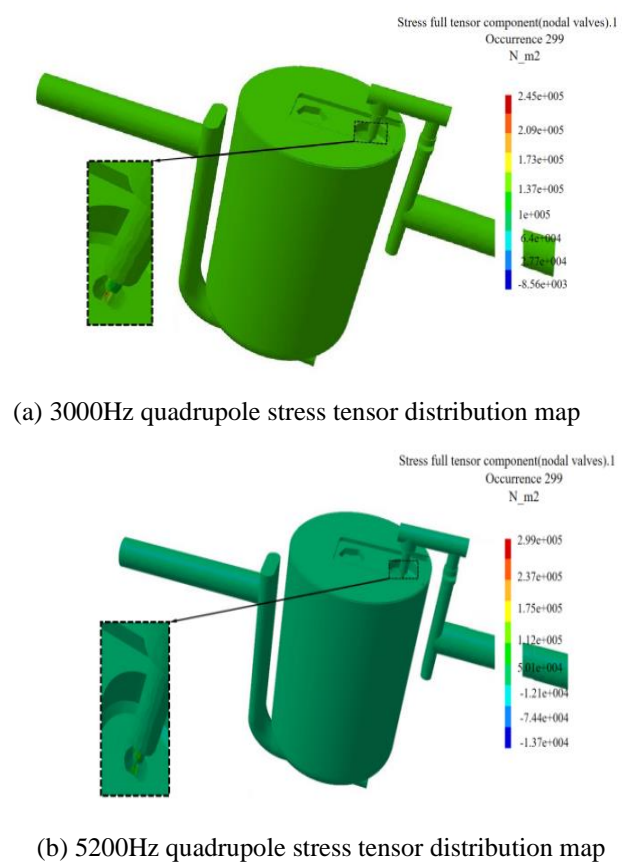 Stress full tensor component(nodal valves).1
Occurrence 299
N_m2
2.45e+005
2.09e+005
1.73e+005
1.37e+005
1e+005
6.4e+004
2.77e+004
-8.56e+003
(a) 3000Hz quadrupole stress tensor distribution map
Stress full tensor component(nodal valves).1
Occurrence 299
N_m2
2.99e+005
2.37e+005
1.75e+005
1.12e+005
5.01e+004
-1.21e+004
-7.44e+004
-1.37e+004
(b) 5200Hz quadrupole stress tensor distribution map